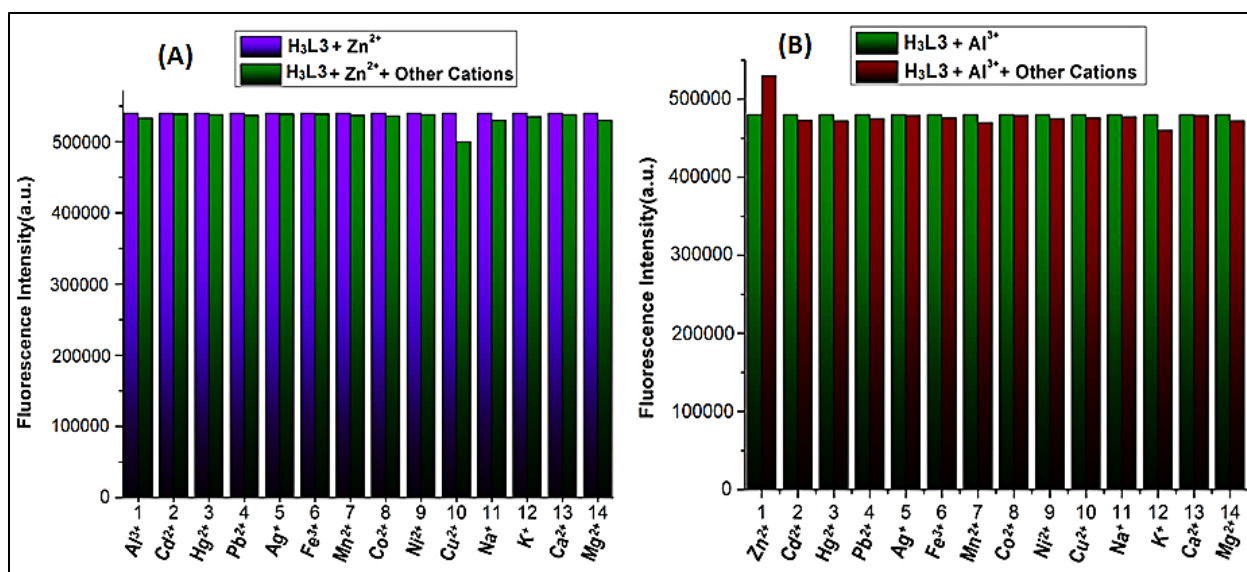 (A)
H₃L3 + Zn²⁺
H₃L3 + Zn²⁺+ Other Cations
Fluorescence Intensity(a.u.)
500000
400000
300000
200000
100000
0
1 2 3 4 5 6 7 8 9 10 11 12 13 14
Al³⁺ Cd²⁺ Hg²⁺ Pb²⁺ Ag⁺ Fe³⁺ Mn²⁺ Co²⁺ Ni²⁺ Cu²⁺ Na⁺ K⁺ Ca²⁺ Mg²⁺
(B)
H₃L3 + Al³⁺
H₃L3 + Al³⁺ + Other Cations
Fluorescence Intensity(a.u.)
500000
400000
300000
200000
100000
0
1 2 3 4 5 6 7 8 9 10 11 12 13 14
Zn²⁺ Cd²⁺ Hg²⁺ Pb²⁺ Ag⁺ Fe³⁺ Mn²⁺ Co²⁺ Ni²⁺ Cu²⁺ Na⁺ K⁺ Ca²⁺ Mg²⁺